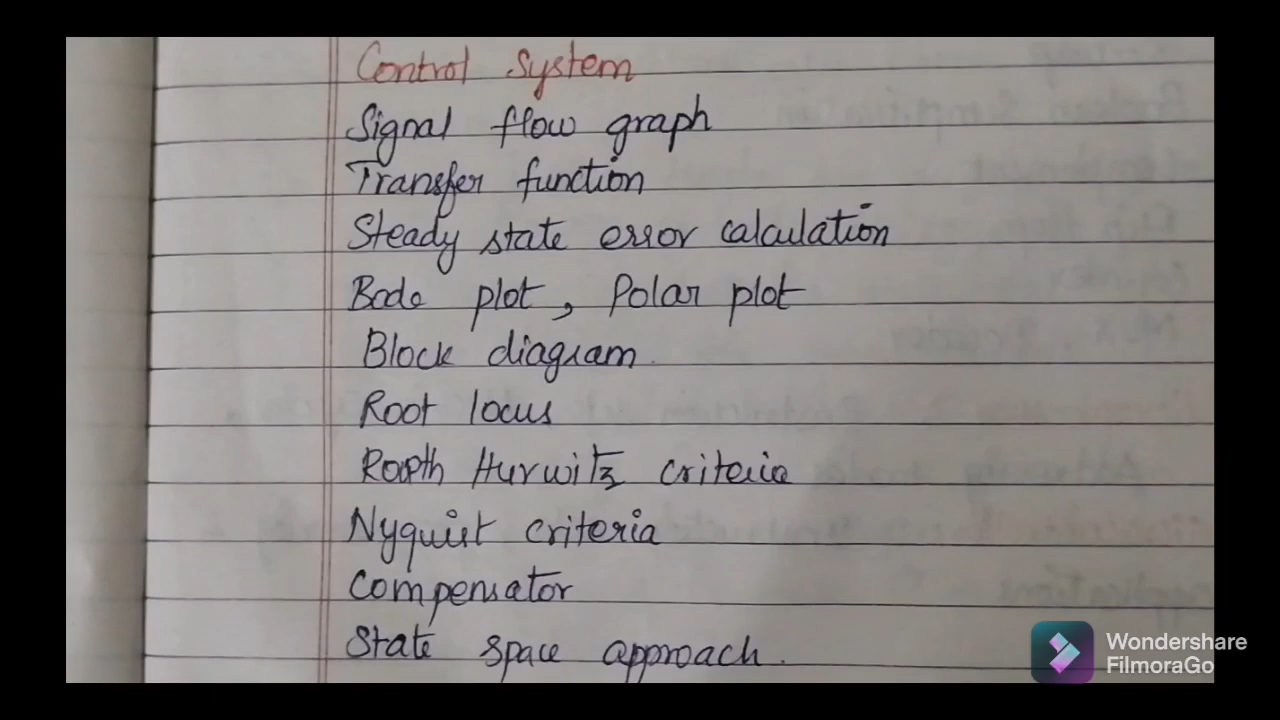 Control System
Signal flow graph
Transfer function
Steady state error calculation
Bode plot, Polar plot
Block diagram
Root locus
Hurwitz criteria
Nyquist criteria
Compensator
State space approach.
Wondershare
FilmoraGo